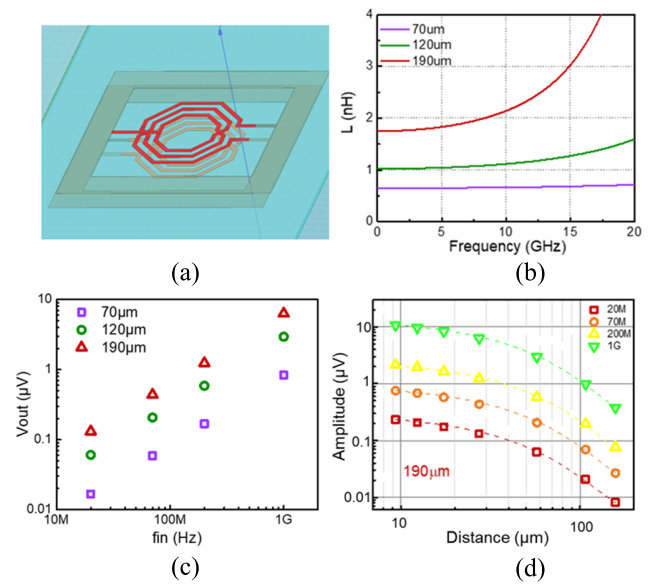 70um
120um
190um
4
3
2
1
0
L (nH)
0
5
10
15
20
Frequency (GHz)
(a)
(b)
70μm
120μm
190μm
10
1
0.1
0.01
Vout (μV)
10M
100M
1G
fin (Hz)
20M
70M
200M
1G
10
1
0.1
0.01
Amplitude (μV)
190μm
10
100
Distance (μm)
(c)
(d)